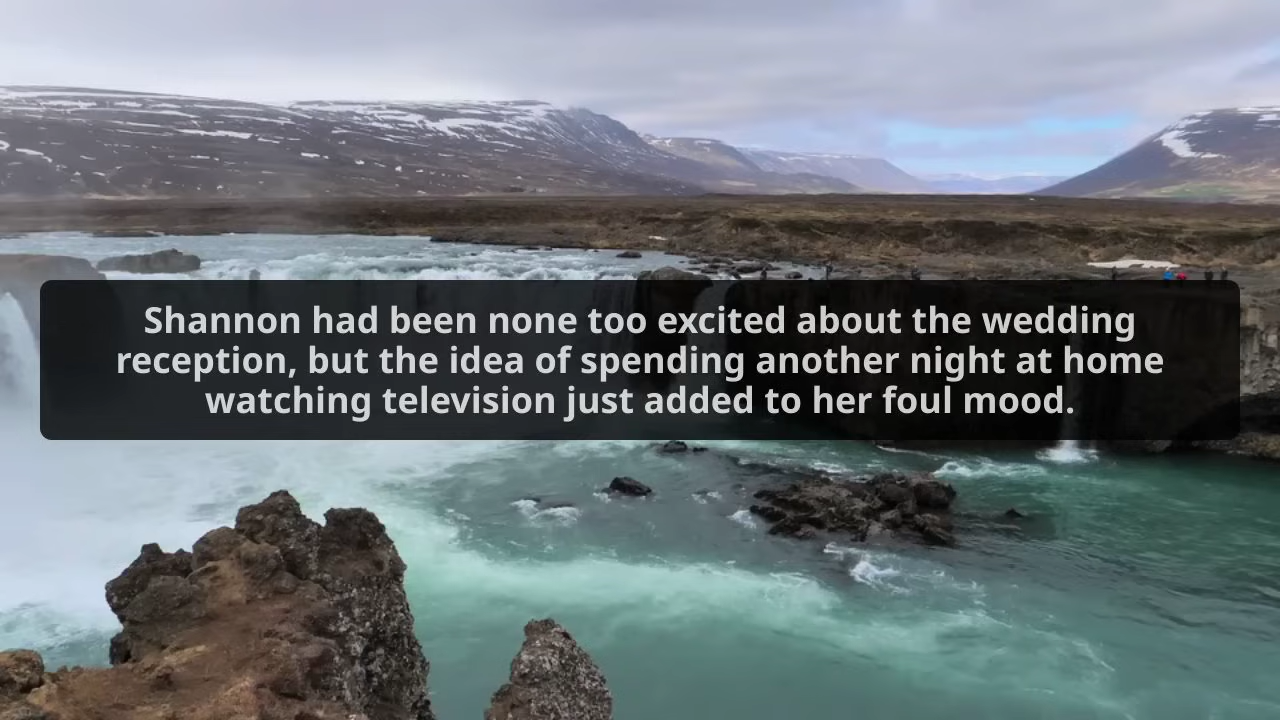 Shannon had been none too excited about the wedding
reception, but the idea of spending another night at home
watching television just added to her foul mood.